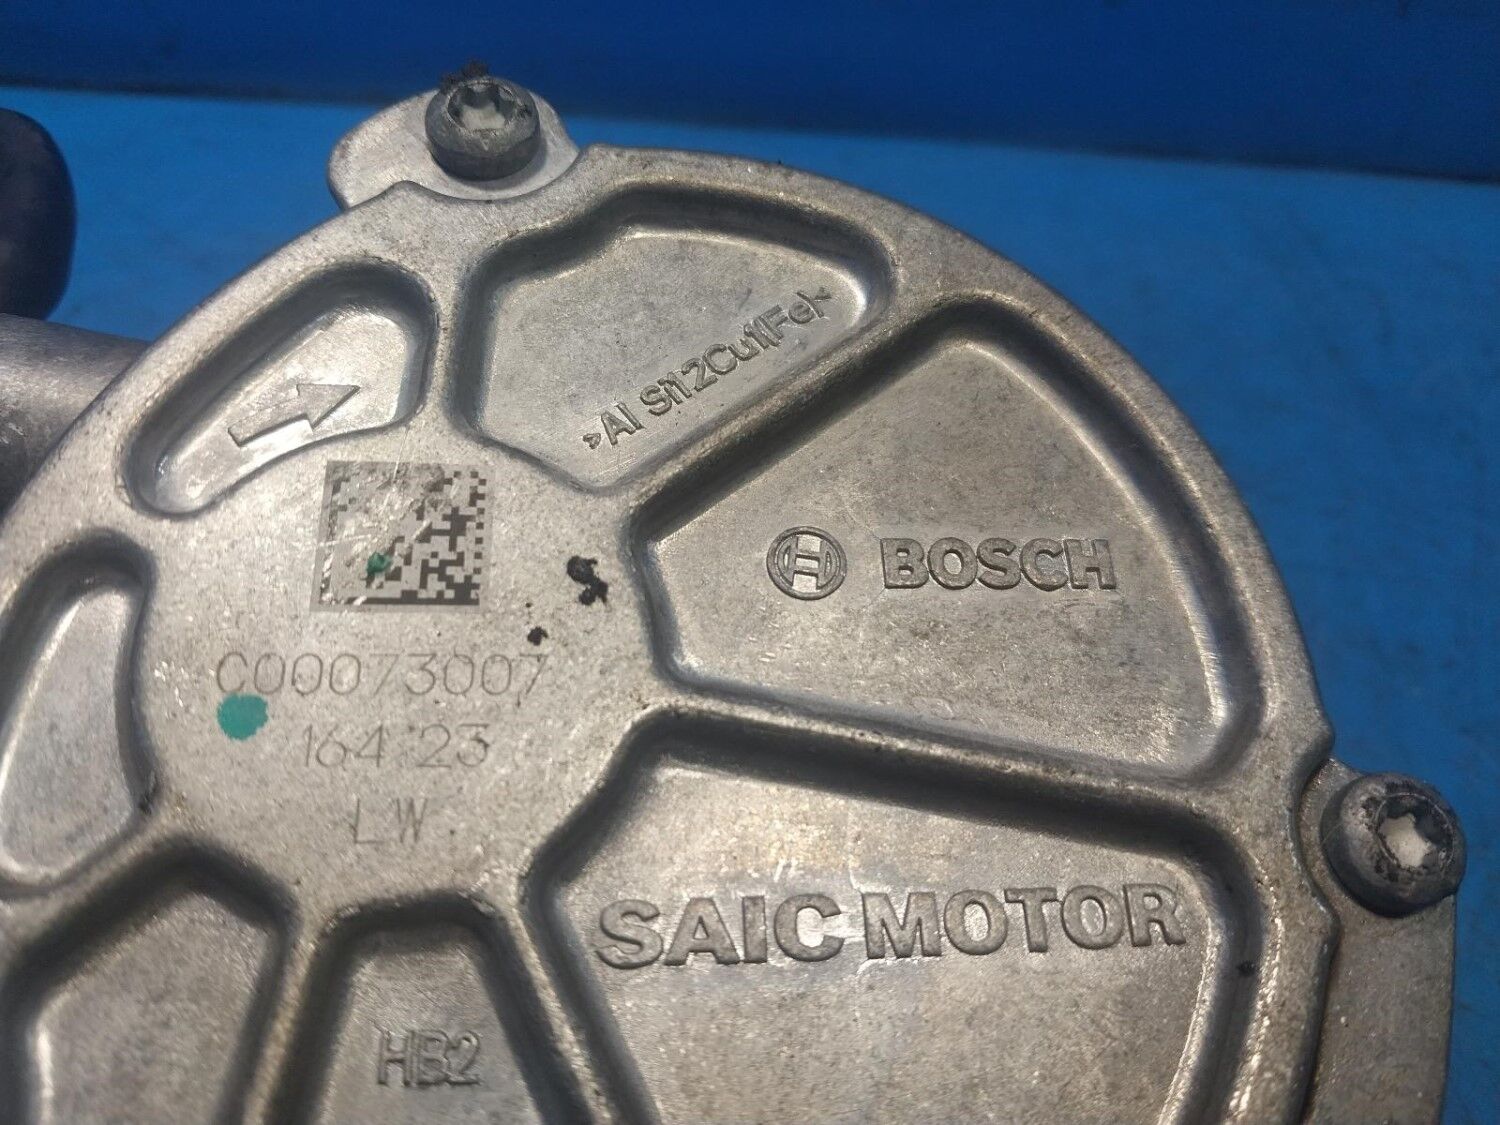 >Al Si12Cu1(Fe)<
BOSCH
C00073007
164 23
LW
SAIC MOTOR
HB2